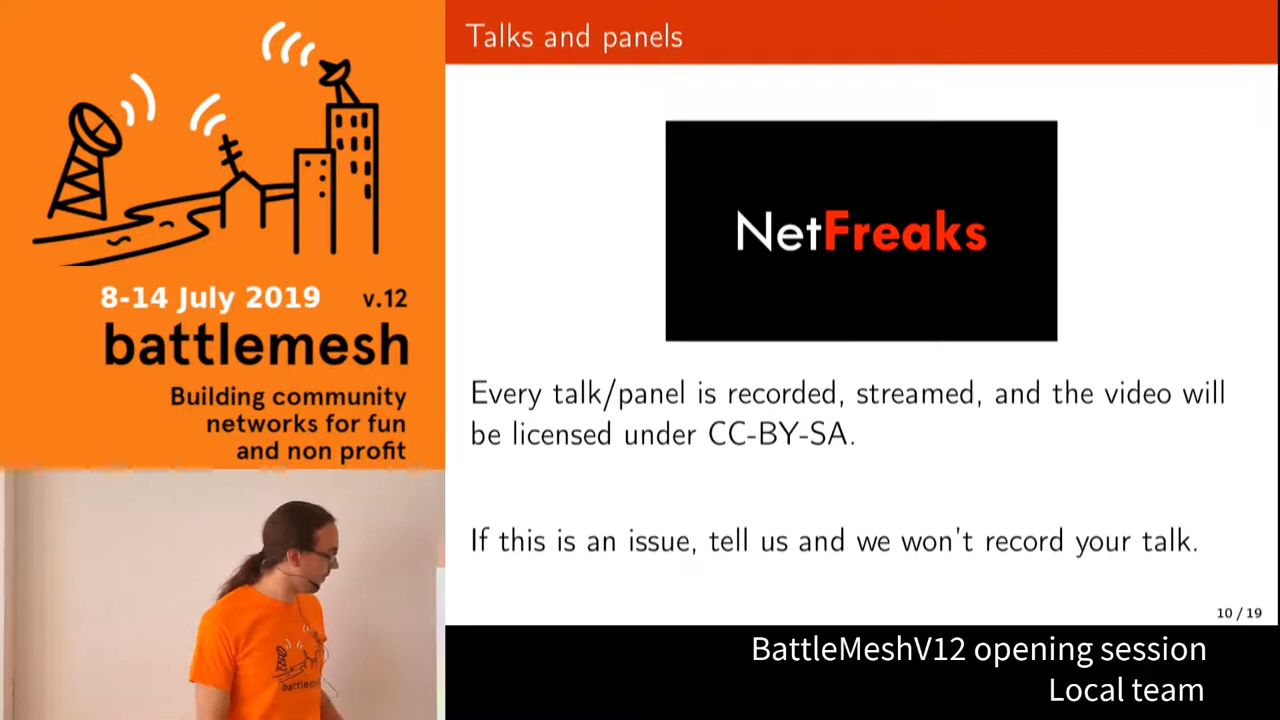 8-14 July 2019 v.12
battlemesh
Building community
networks for fun
and non profit
Talks and panels
NetFreaks
Every talk/panel is recorded, streamed, and the video will
be licensed under CC-BY-SA.
If this is an issue, tell us and we won't record your talk.
10 / 19
BattleMeshV12 opening session
Local team